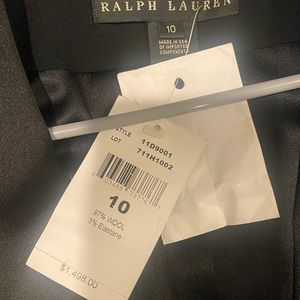 RALPH LAUREN
10
MADE IN USA
OF IMPORTED
COMPONENTS
STYLE 11D9001
LOT 711H1002
10
97% WOOL
3% Elastane
$1,498.00